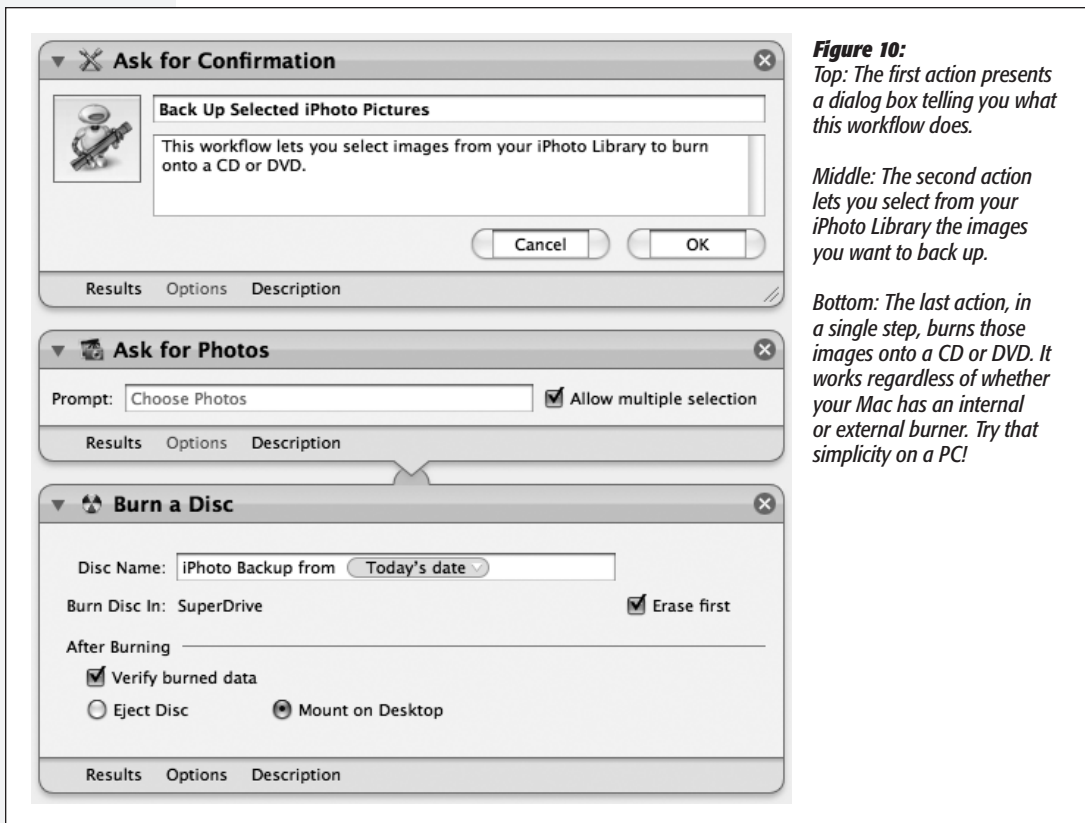 Ask for Confirmation
Back Up Selected iPhoto Pictures
This workflow lets you select images from your iPhoto Library to burn
onto a CD or DVD.
Cancel
OK
Results Options Description
Ask for Photos
Prompt: Choose Photos
Allow multiple selection
Results Options Description
Burn a Disc
Disc Name: iPhoto Backup from Today's date
Burn Disc In: SuperDrive
Erase first
After Burning
Verify burned data
Eject Disc
Mount on Desktop
Results Options Description
Figure 10:
Top: The first action presents
a dialog box telling you what
this workflow does.
Middle: The second action
lets you select from your
iPhoto Library the images
you want to back up.
Bottom: The last action, in
a single step, burns those
images onto a CD or DVD. It
works regardless of whether
your Mac has an internal
or external burner. Try that
simplicity on a PC!